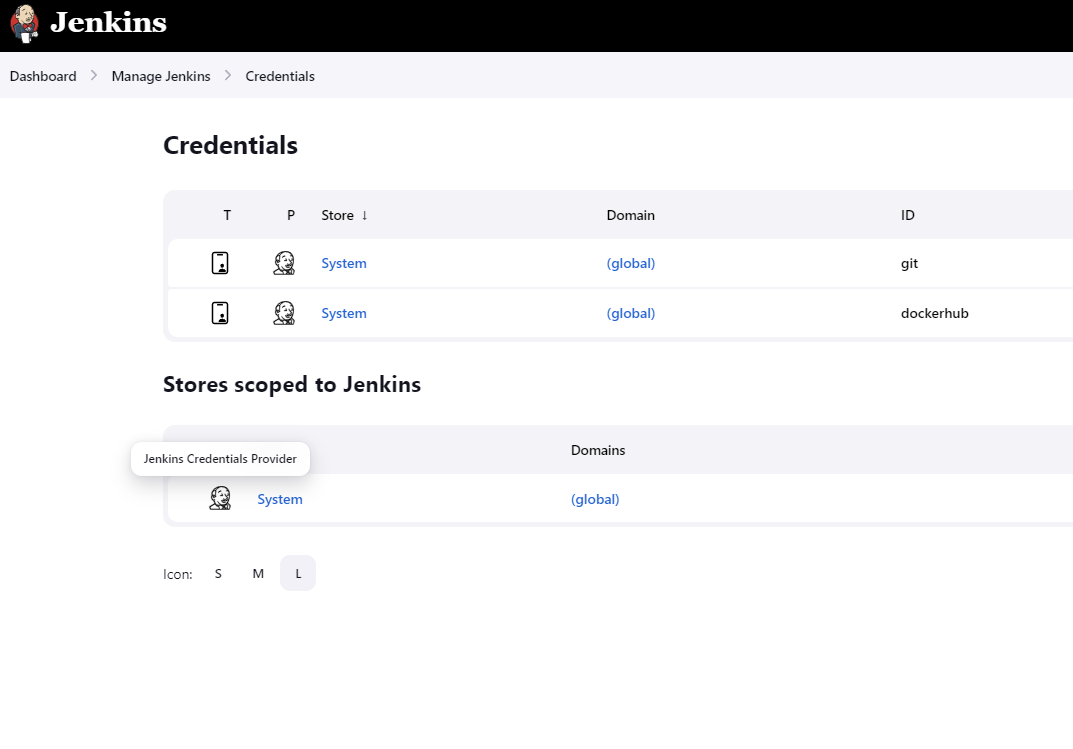 Jenkins
Dashboard > Manage Jenkins > Credentials
Credentials
T P Store ↓ Domain ID
System (global) git
System (global) dockerhub
Stores scoped to Jenkins
Domains
Jenkins Credentials Provider
System (global)
Icon: S M L